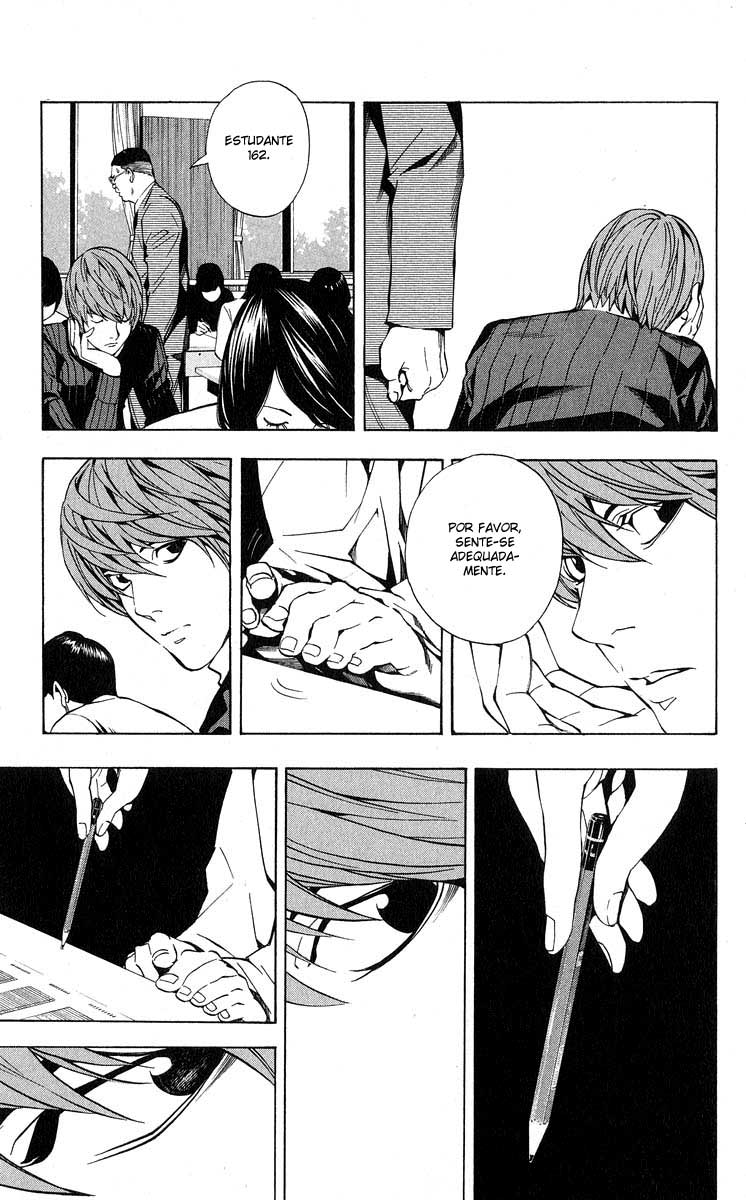 ESTUDANTE
162.
POR FAVOR,
SENTE-SE
ADEQUADA-
MENTE.